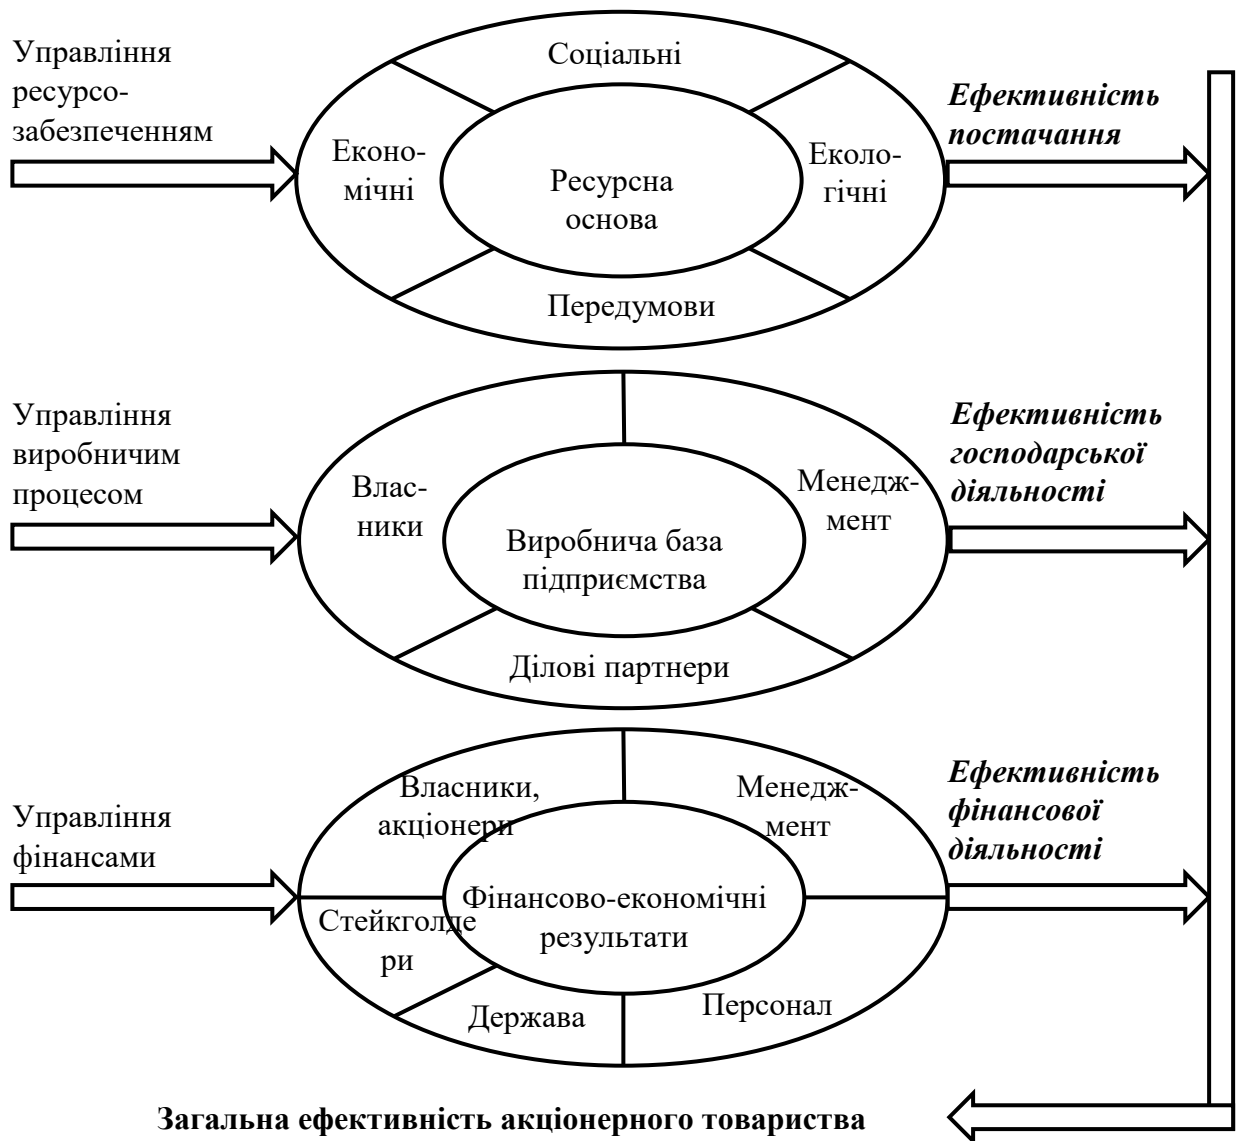 Управління
ресурсо-
забезпеченням
Соціальні
Еконо-
мічні
Ресурсна
основа
Еколо-
гічні
Передумови
Ефективність
постачання
Управління
виробничим
процесом
Влас-
ники
Виробнича база
підприємства
Менедж-
мент
Ділові партнери
Ефективність
господарської
діяльності
Управління
фінансами
Власники,
акціонери
Менедж-
мент
Фінансово-економічні
результати
Стейкголде
ри
Держава
Персонал
Ефективність
фінансової
діяльності
Загальна ефективність акціонерного товариства